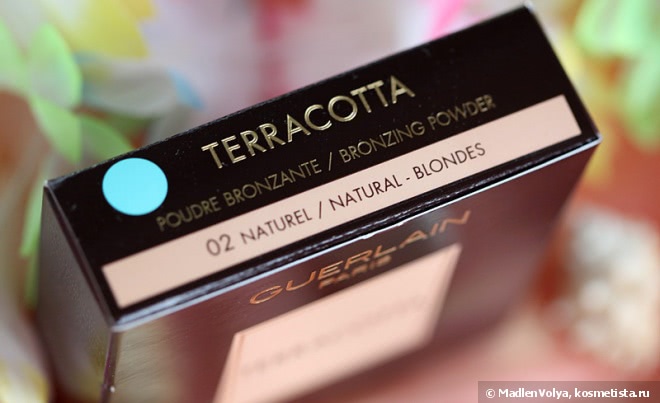 TERRACOTTA
POUDRE BRONZANTE / BRONZING POWDER
02 NATUREL / NATURAL - BLONDES
GUERLAIN
PARIS
© MadlenVolya, kosmetista.ru